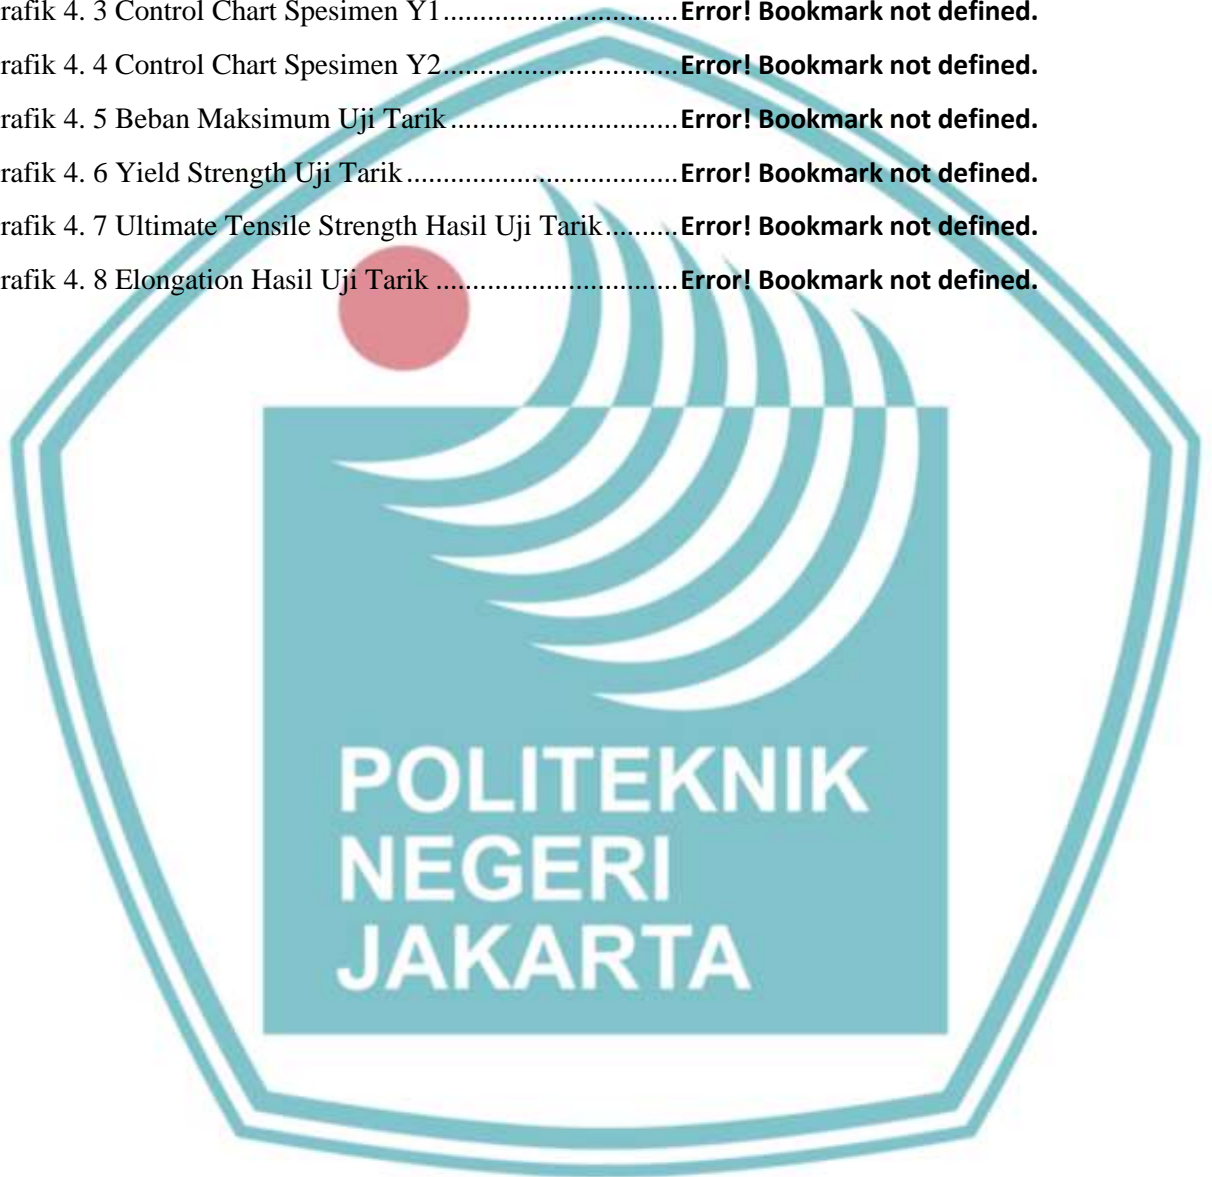 rafik 4. 3 Control Chart Spesimen Y1................................Error! Bookmark not defined.
rafik 4. 4 Control Chart Spesimen Y2................................Error! Bookmark not defined.
rafik 4. 5 Beban Maksimum Uji Tarik...............................Error! Bookmark not defined.
rafik 4. 6 Yield Strength Uji Tarik.....................................Error! Bookmark not defined.
rafik 4. 7 Ultimate Tensile Strength Hasil Uji Tarik..........Error! Bookmark not defined.
rafik 4. 8 Elongation Hasil Uji Tarik .................................Error! Bookmark not defined.
POLITEKNIK
NEGERI
JAKARTA